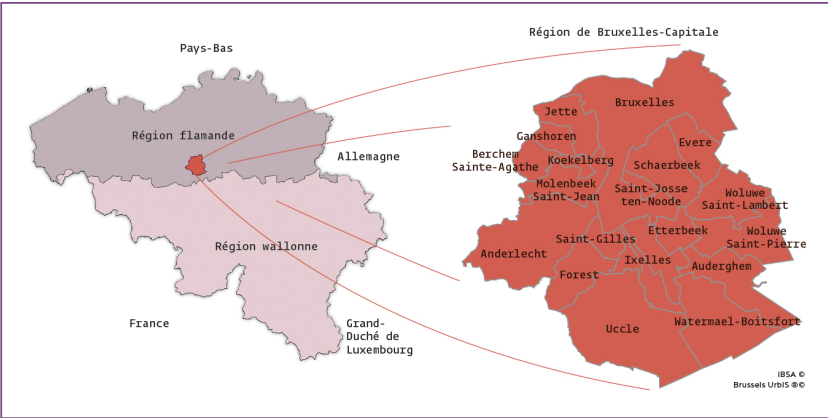 Région de Bruxelles-Capitale
Pays-Bas
Région flamande
Allemagne
Région wallonne
France
Grand-
Duché de
Luxembourg
Bruxelles
Jette
Ganshoren
Evere
Berchem
Sainte-Agathe
Koekelberg
Schaerbeek
Molenbeek
Saint-Jean
Saint-Josse
ten-Noode
Woluwe
Saint-Lambert
Etterbeek
Woluwe
Saint-Pierre
Saint-Gilles
Anderlecht
Ixelles
Auderghem
Forest
Uccle
Watermael-Boitsfort
IBSA ©
Brussels UrbIS ®©